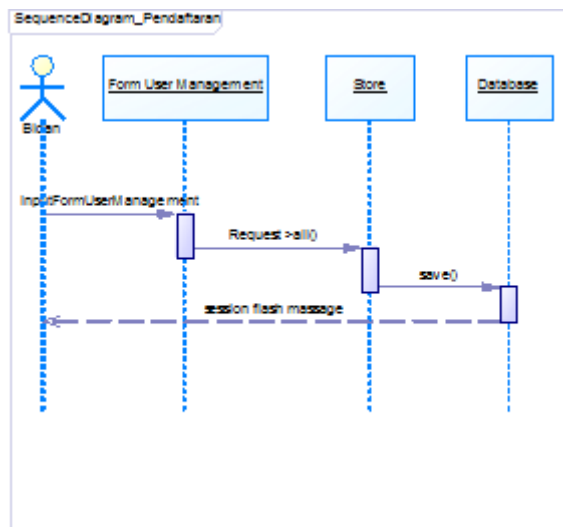 SequenceDiagram_Pendaftaran
Form User Management
Store
Database
Bidan
InputFormUserManagement
Request >all()
save()
session flash massage